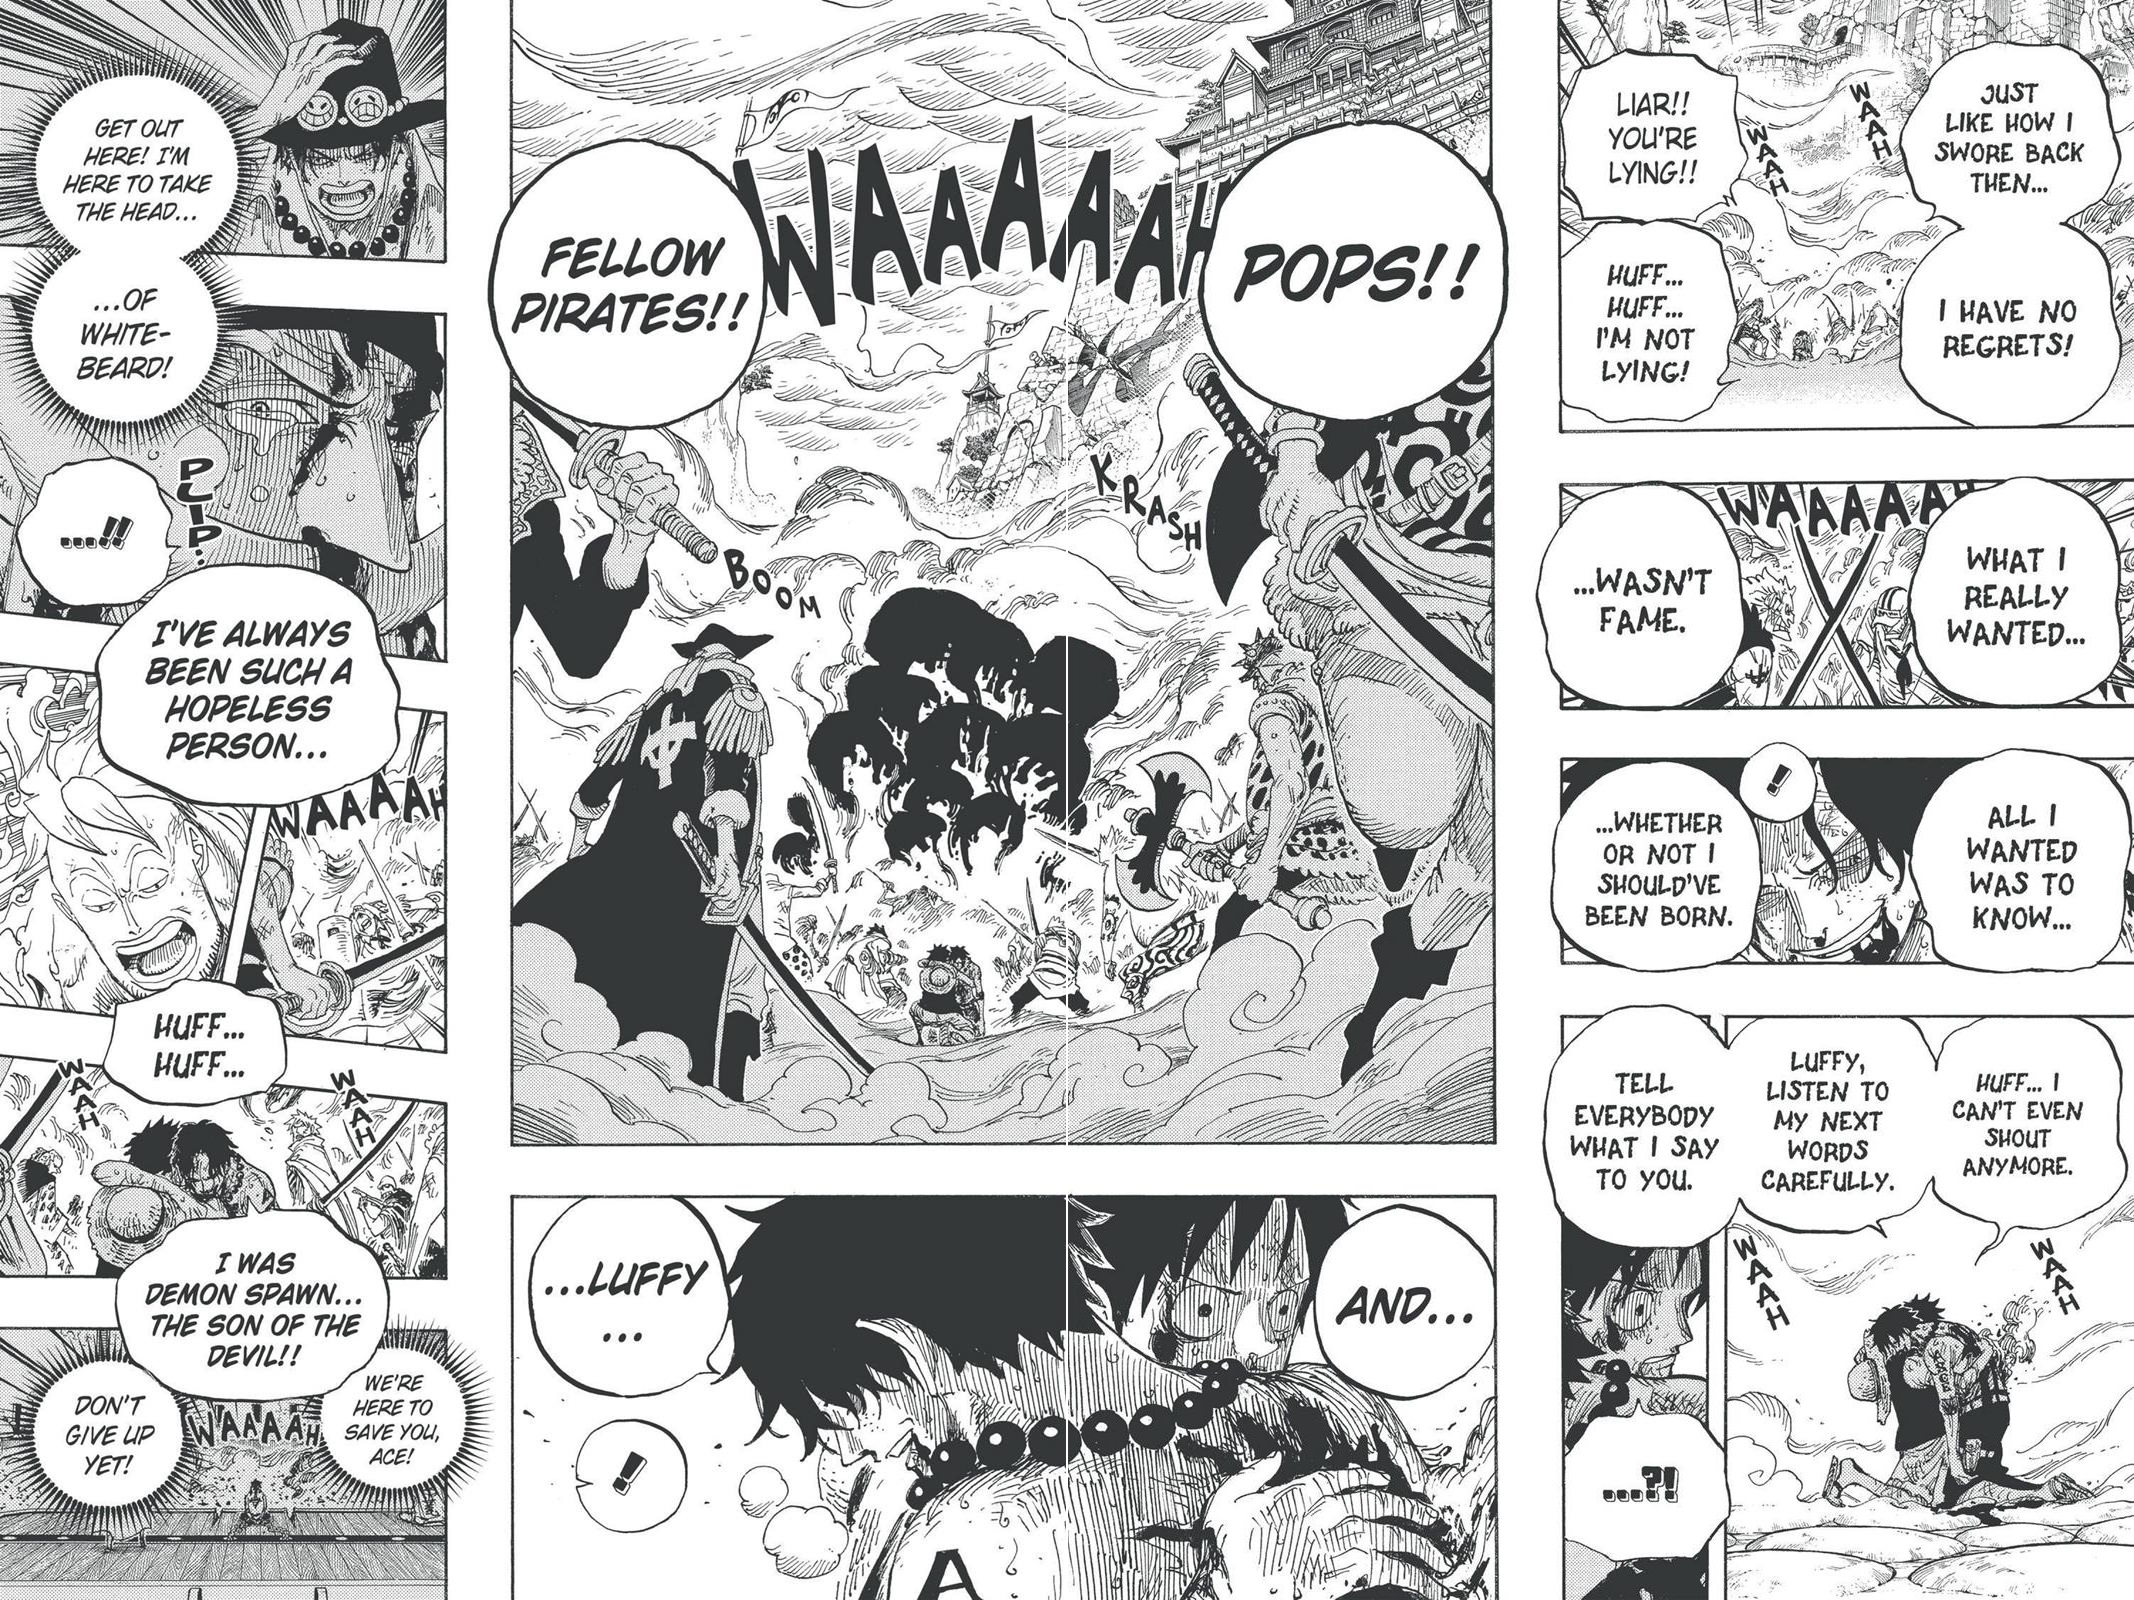 JUST
LIKE HOW I
SWORE BACK
THEN...
I HAVE NO
REGRETS!
WAAH
WAAH
LIAR!!
YOU'RE
LYING!!
HUFF...
HUFF...
I'M NOT
LYING!
WHAT I
REALLY
WANTED...
WAAAAAH
...WASN'T
FAME.
ALL I
WANTED
WAS TO
KNOW...
!
...WHETHER
OR NOT I
SHOULD'VE
BEEN BORN.
HUFF... I
CAN'T EVEN
SHOUT
ANYMORE.
LUFFY,
LISTEN TO
MY NEXT
WORDS
CAREFULLY.
TELL
EVERYBODY
WHAT I SAY
TO YOU.
WAAH
WAAH
...?!
POPS!!
WAAAAAAH
FELLOW
PIRATES!!
KRASH
BOOM
AND...
...LUFFY
...
!
A
GET OUT
HERE! I'M
HERE TO TAKE
THE HEAD...
...OF
WHITE-
BEARD!
PLIP...
...!!
I'VE ALWAYS
BEEN SUCH A
HOPELESS
PERSON...
WAAAAH
HUFF...
HUFF...
WAAH
WAAH
I WAS
DEMON SPAWN...
THE SON OF THE
DEVIL!!
WE'RE
HERE TO
SAVE YOU,
ACE!
WAAAAH
DON'T
GIVE UP
YET!